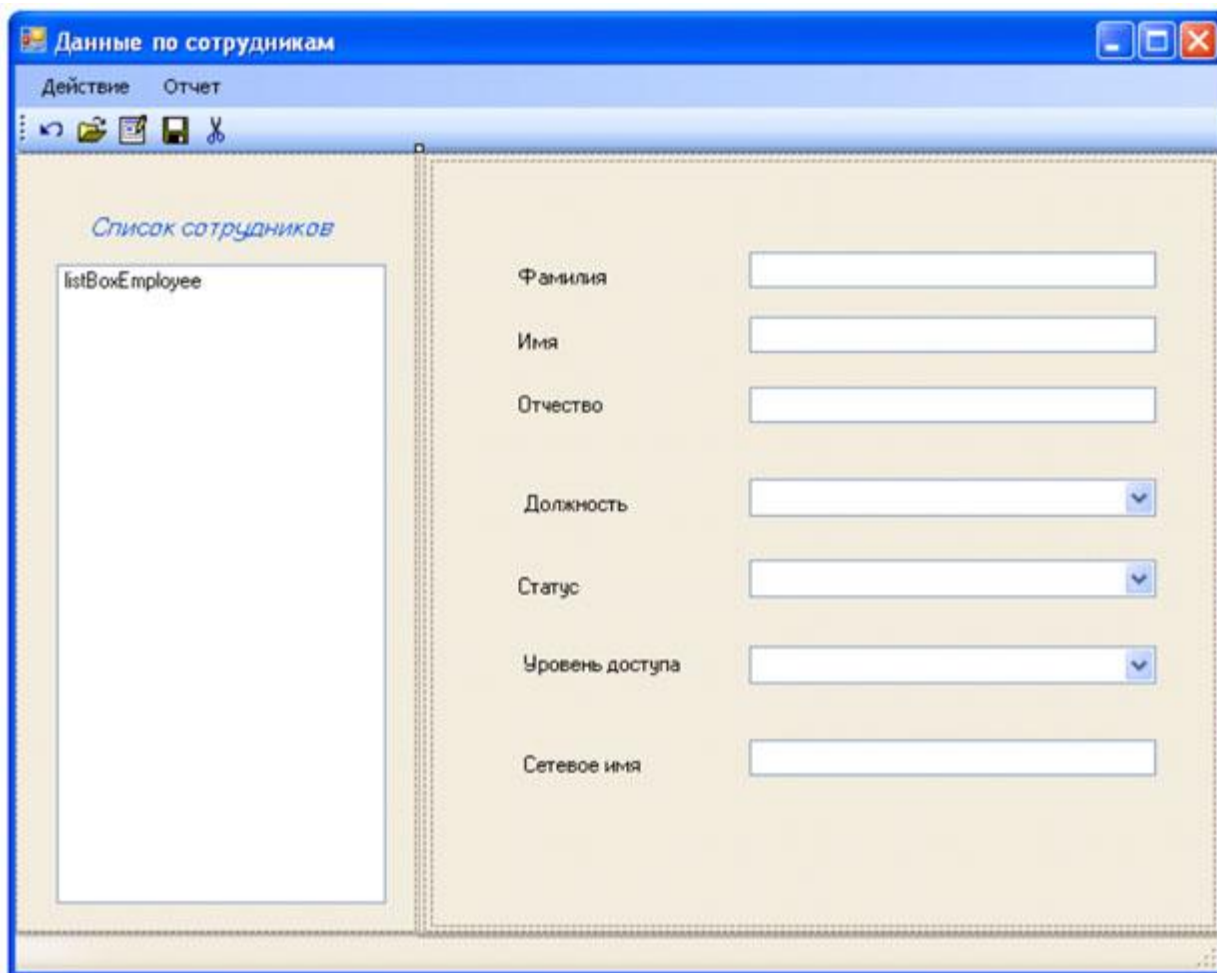 Данные по сотрудникам
Действие Отчет
Список сотрудников
listBoxEmployee
Фамилия
Имя
Отчество
Должность
Статус
Уровень доступа
Сетевое имя